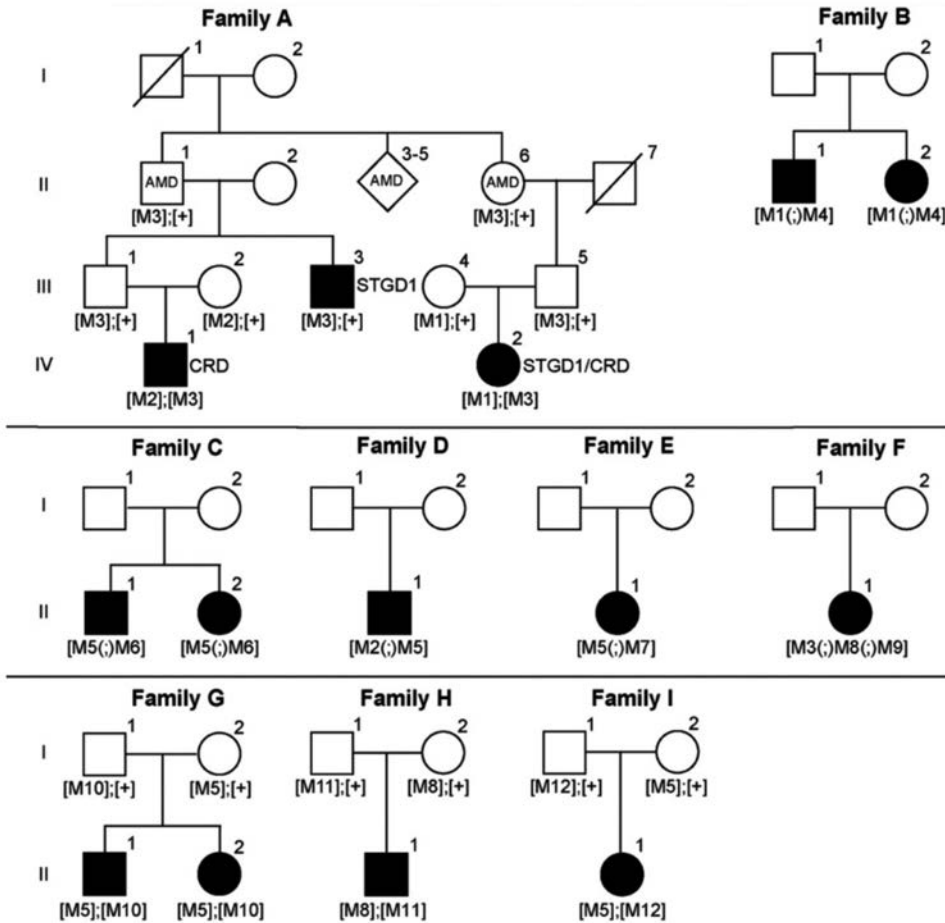 Family A Family B
1 2 1 2
I
1 2 3-5 6 7 1 2
II AMD AMD AMD
[M3];[+] [M3];[+] [M1(;)M4] [M1(;)M4]
1 2 3 4 5
III STGD1
[M3];[+] [M2];[+] [M3];[+] [M1];[+] [M3];[+]
1 2
IV CRD STGD1/CRD
[M2];[M3] [M1];[M3]
Family C Family D Family E Family F
1 2 1 2 1 2 1 2
I
1 2 1 1 1
II
[M5(;)M6] [M5(;)M6] [M2(;)M5] [M5(;)M7] [M3(;)M8(;)M9]
Family G Family H Family I
1 2 1 2 1 2
I
[M10];[+] [M5];[+] [M11];[+] [M8];[+] [M12];[+] [M5];[+]
1 2 1 1
II
[M5];[M10] [M5];[M10] [M8];[M11] [M5];[M12]